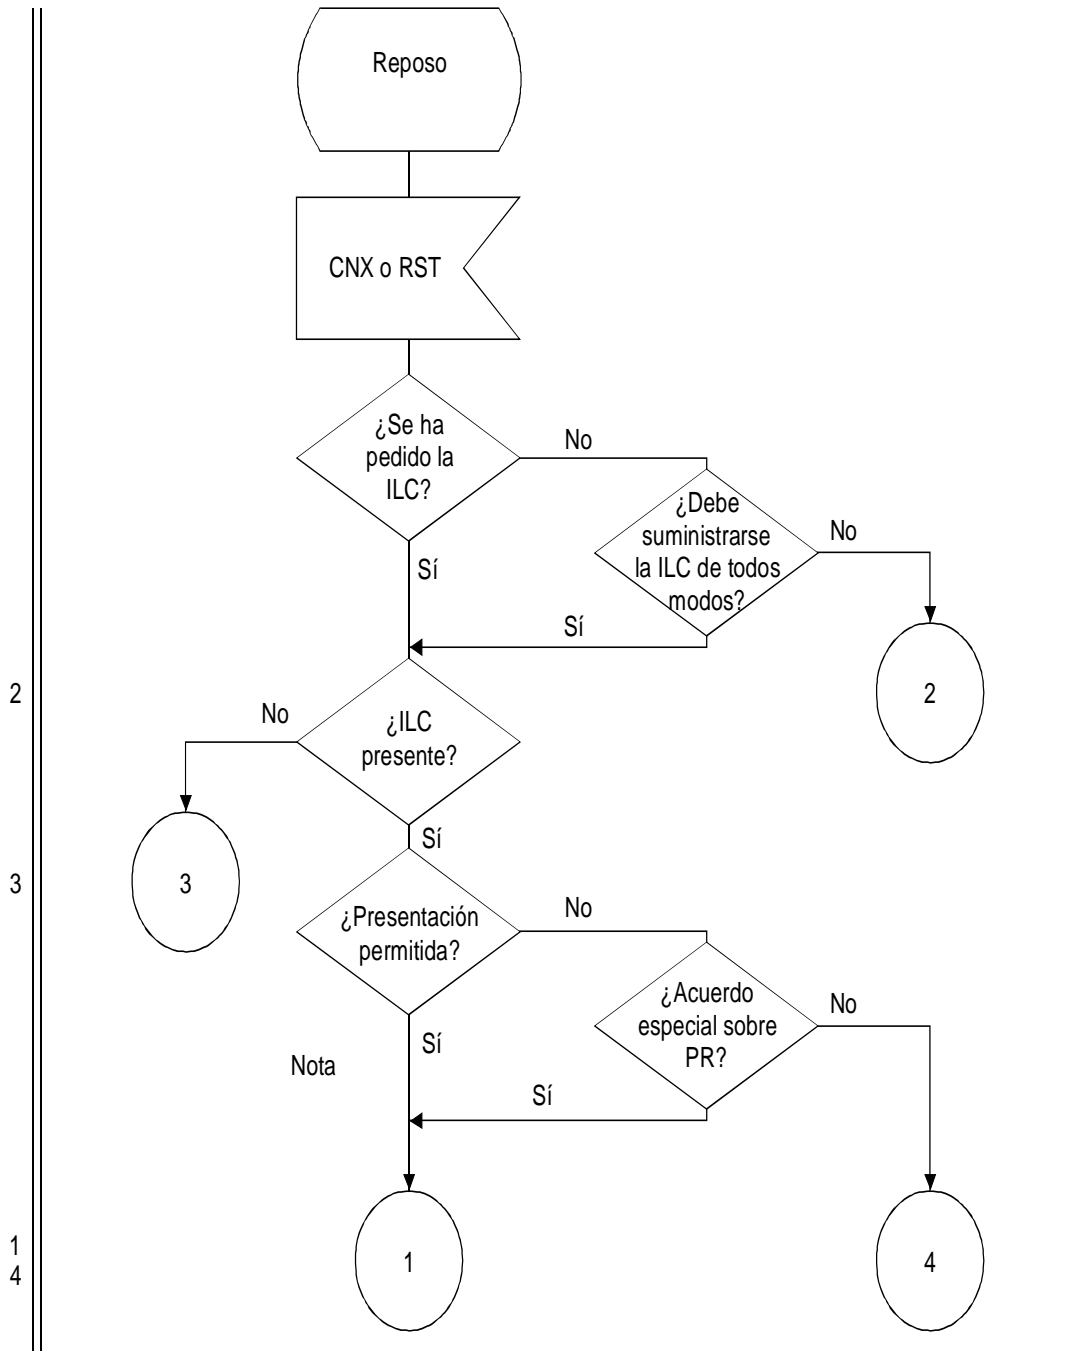 Reposo
CNX o RST
¿Se ha
pedido la
ILC?
No
¿Debe
suministrarse
la ILC de todos
modos?
No
Sí
Sí
2
2
No
¿ILC
presente?
Sí
3
3
¿Presentación
permitida?
No
¿Acuerdo
especial sobre
PR?
No
Sí
Nota
Sí
1
4
1
4